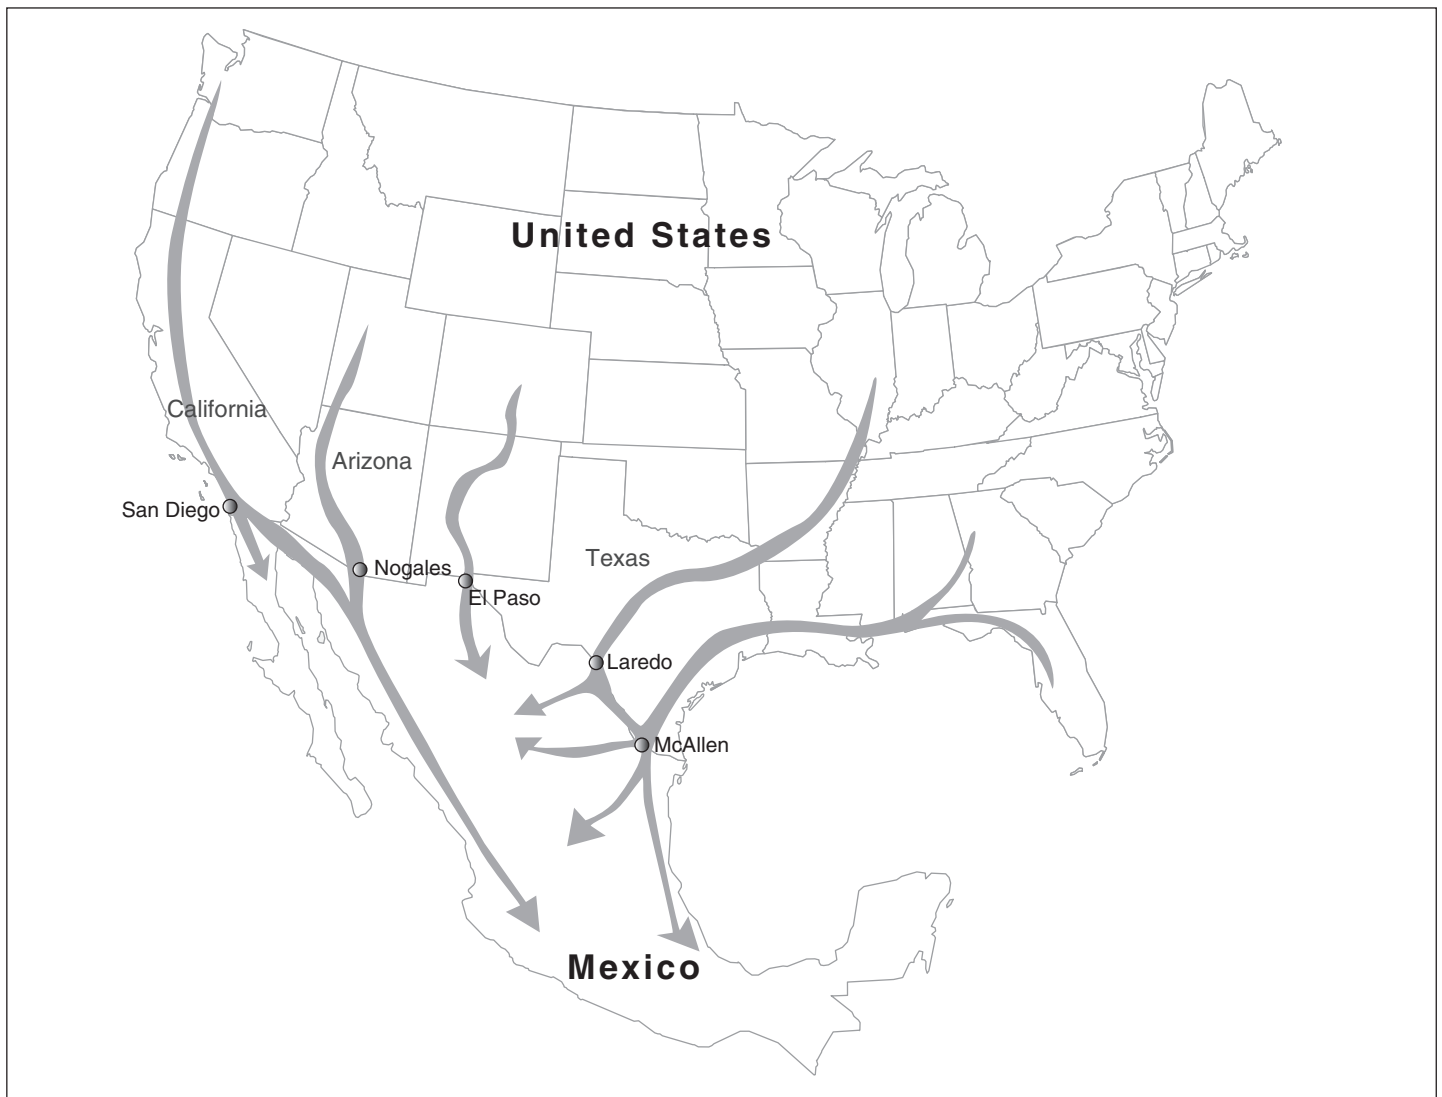 United States
California
Arizona
San Diego
Texas
Nogales
El Paso
Laredo
McAllen
Mexico